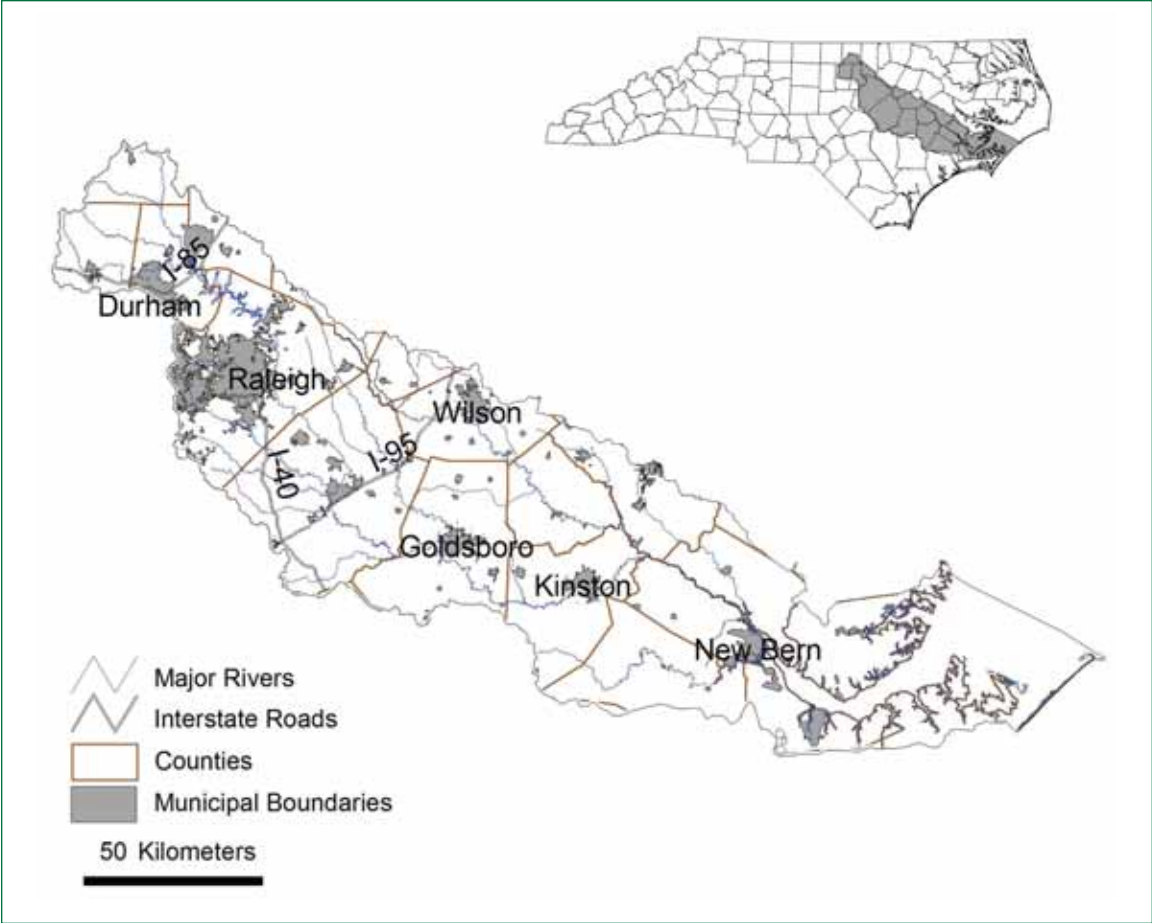 I-85
Durham
Raleigh
Wilson
I-95
I-40
Goldsboro
Kinston
New Bern
Major Rivers
Interstate Roads
Counties
Municipal Boundaries
50 Kilometers